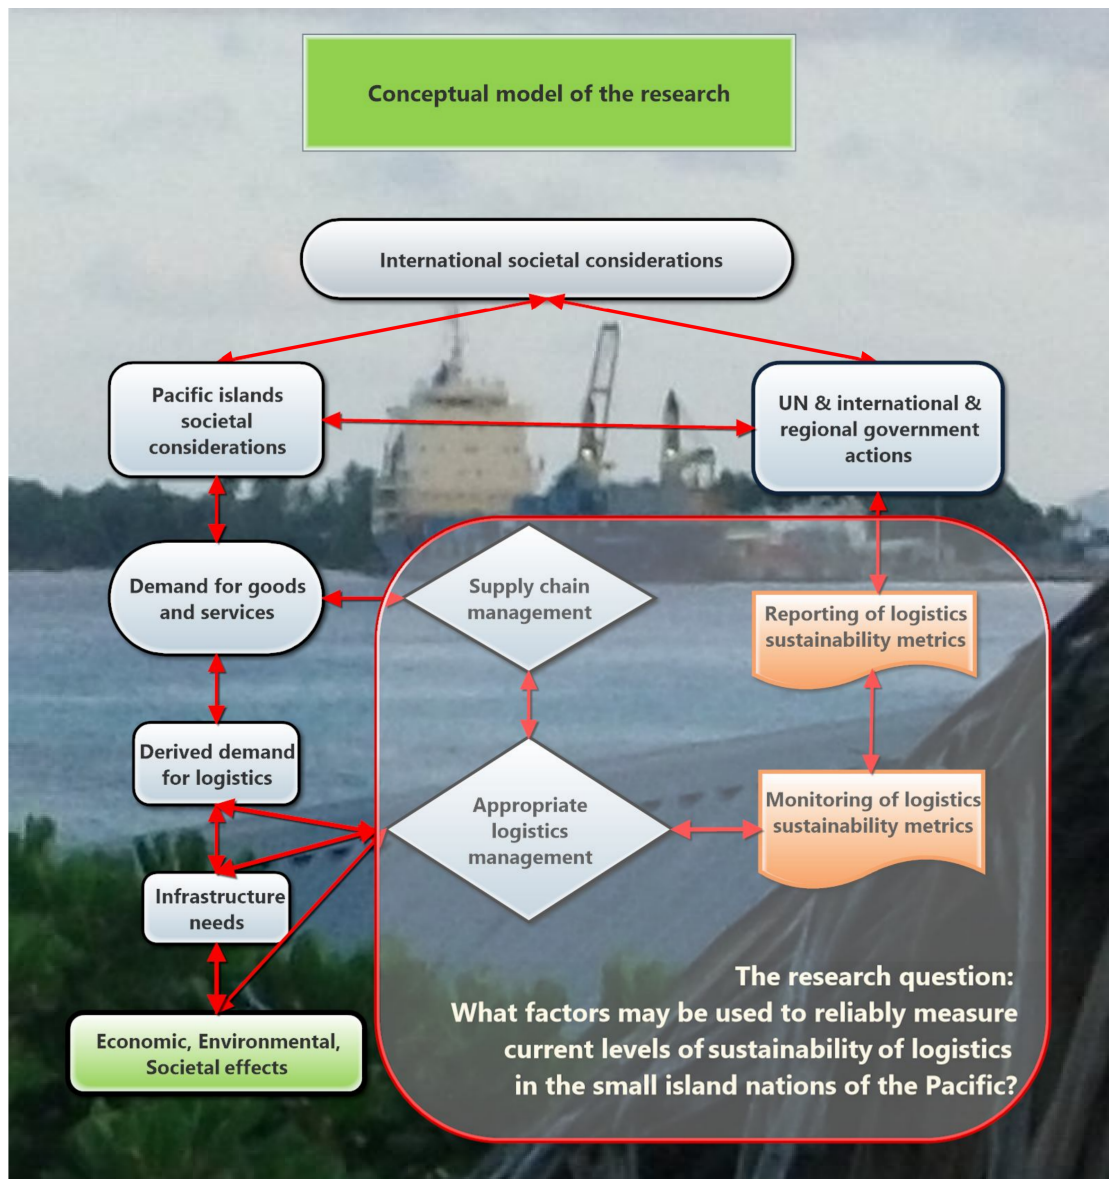 Conceptual model of the research
International societal considerations
Pacific islands
societal
considerations
UN & international &
regional government
actions
Demand for goods
and services
Supply chain
management
Reporting of logistics
sustainability metrics
Derived demand
for logistics
Appropriate
logistics
management
Monitoring of logistics
sustainability metrics
Infrastructure
needs
Economic, Environmental,
Societal effects
The research question:
What factors may be used to reliably measure
current levels of sustainability of logistics
in the small island nations of the Pacific?